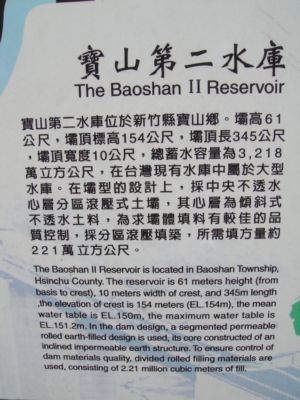 寶山第二水庫
The Baoshan II Reservoir
寶山第二水庫位於新竹縣寶山鄉。壩高61
公尺，壩頂標高154公尺，壩頂長345公尺
，壩頂寬度10公尺，總蓄水容量為3,218
萬立方公尺，在台灣現有水庫中屬於大型
水庫。在壩型的設計上，採中央不透水
心層分區滾壓式土壩，其心層為傾斜式
不透水土料，為求壩體填料有較佳的品
質控制，採分區滾壓填築，所需填方量約
221萬立方公尺。
The Baoshan II Reservoir is located in Baoshan Township,
Hsinchu County. The reservoir is 61 meters height (from
basis to crest), 10 meters width of crest, and 345m length
,the elevation of crest is 154 meters (EL.154m), the mean
water table is EL.150m, the maximum water table is
EL.151.2m. In the dam design, a segmented permeable
rolled earth-filled design is used, its core constructed of an
inclined impermeable earth structure. To ensure control of
dam materials quality, divided rolled filling materials are
used, consisting of 2.21 million cubic meters of fill.